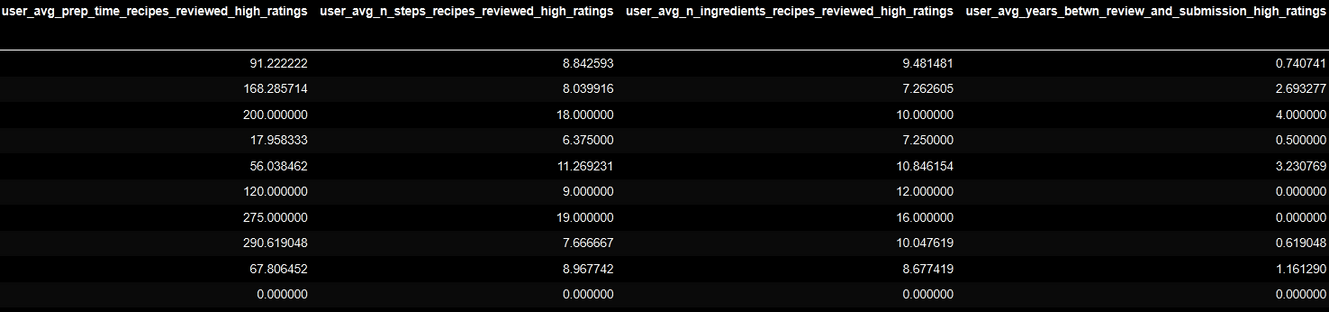 user_avg_prep_time_recipes_reviewed_high_ratings user_avg_n_steps_recipes_reviewed_high_ratings user_avg_n_ingredients_recipes_reviewed_high_ratings user_avg_years_betwn_review_and_submission_high_ratings
91.222222 8.842593 9.481481 0.740741
168.285714 8.039916 7.262605 2.693277
200.000000 18.000000 10.000000 4.000000
17.958333 6.375000 7.250000 0.500000
56.038462 11.269231 10.846154 3.230769
120.000000 9.000000 12.000000 0.000000
275.000000 19.000000 16.000000 0.000000
290.619048 7.666667 10.047619 0.619048
67.806452 8.967742 8.677419 1.161290
0.000000 0.000000 0.000000 0.000000